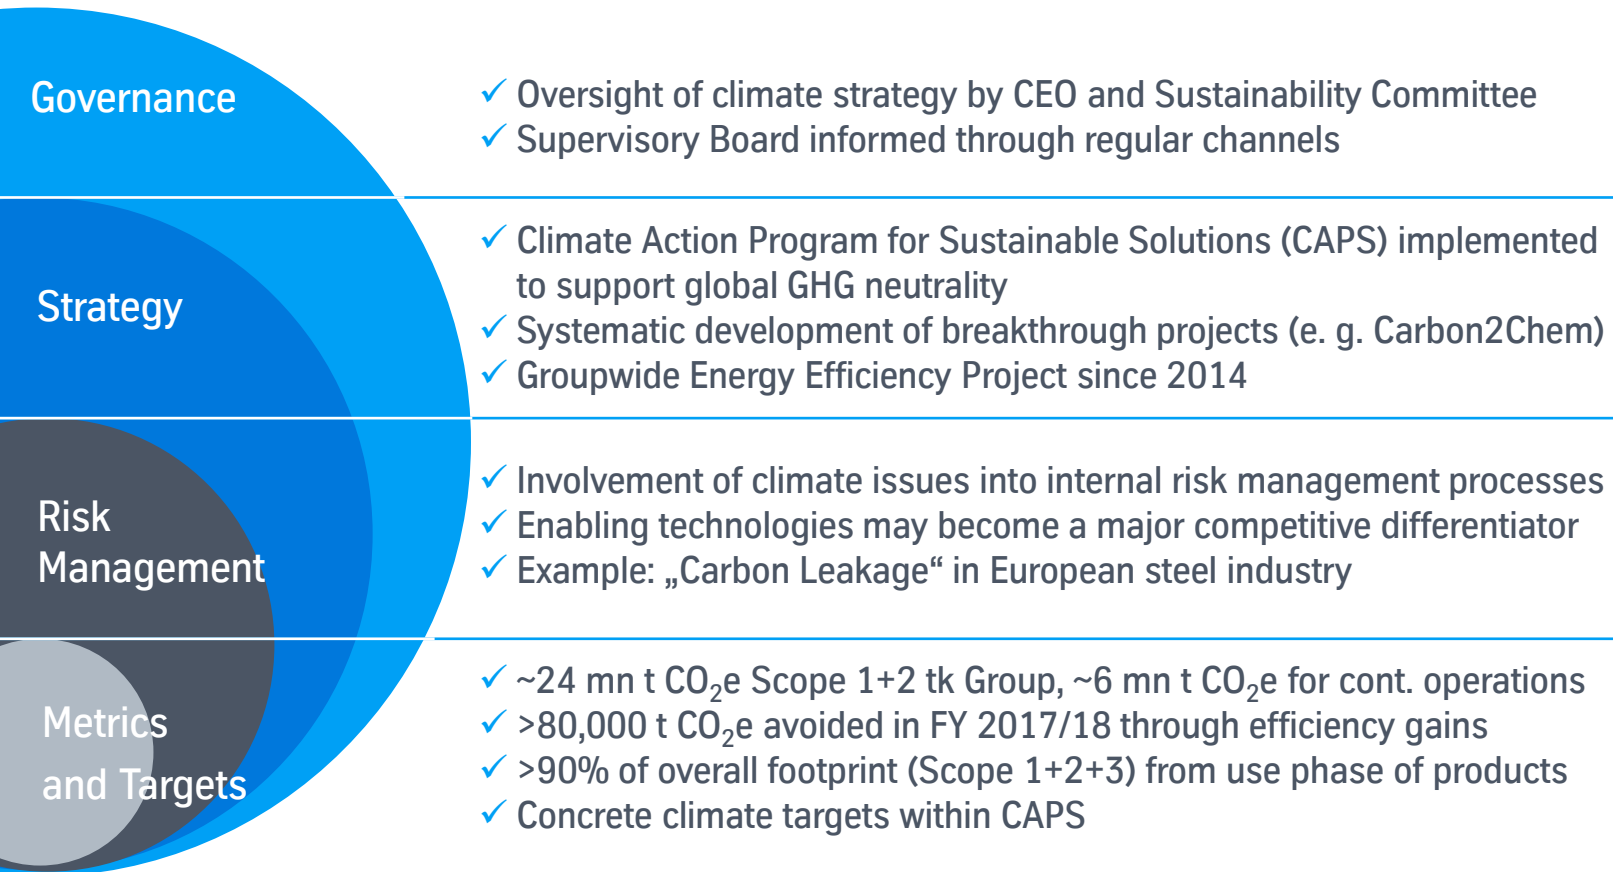 Governance
✓ Oversight of climate strategy by CEO and Sustainability Committee
✓ Supervisory Board informed through regular channels
Strategy
✓ Climate Action Program for Sustainable Solutions (CAPS) implemented
to support global GHG neutrality
✓ Systematic development of breakthrough projects (e. g. Carbon2Chem)
✓ Groupwide Energy Efficiency Project since 2014
Risk
Management
✓ Involvement of climate issues into internal risk management processes
✓ Enabling technologies may become a major competitive differentiator
✓ Example: „Carbon Leakage“ in European steel industry
Metrics
and Targets
✓ ~24 mn t CO₂e Scope 1+2 tk Group, ~6 mn t CO₂e for cont. operations
✓ >80,000 t CO₂e avoided in FY 2017/18 through efficiency gains
✓ >90% of overall footprint (Scope 1+2+3) from use phase of products
✓ Concrete climate targets within CAPS